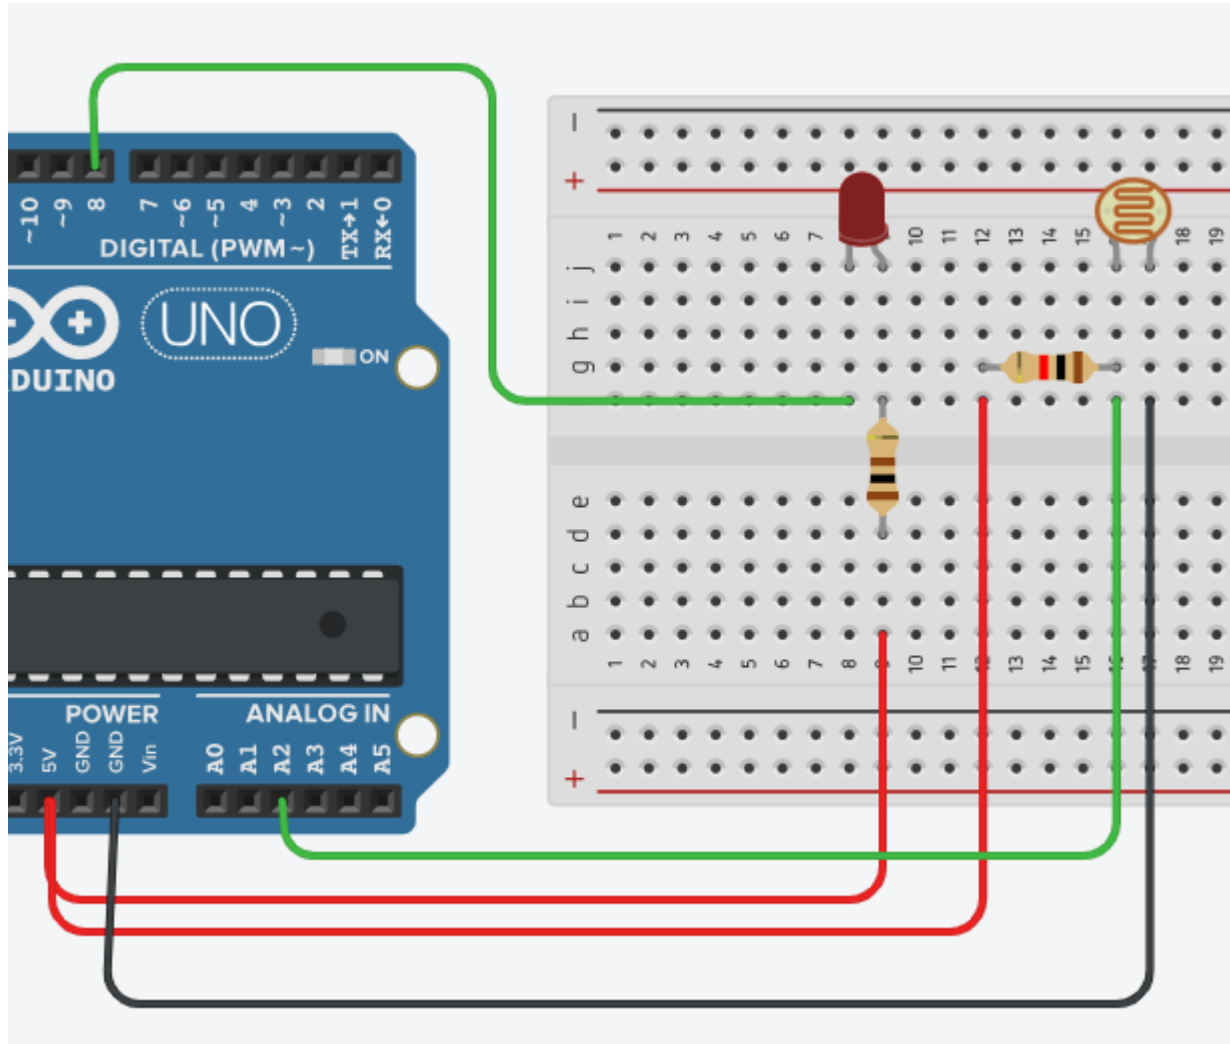 ~10 ~9 8 7 ~6 ~5 4 ~3 2 TX→1 RX←0
DIGITAL (PWM ~)
UNO
ON
DUINO
POWER
ANALOG IN
3.3V 5V GND GND Vin
A0 A1 A2 A3 A4 A5
−
+
1 2 3 4 5 6 7 10 11 12 13 14 15 18 19
j
i
h
g
e
d
c
b
a
1 2 3 4 5 6 7 8 9 10 11 12 13 14 15 16 17 18 19
−
+